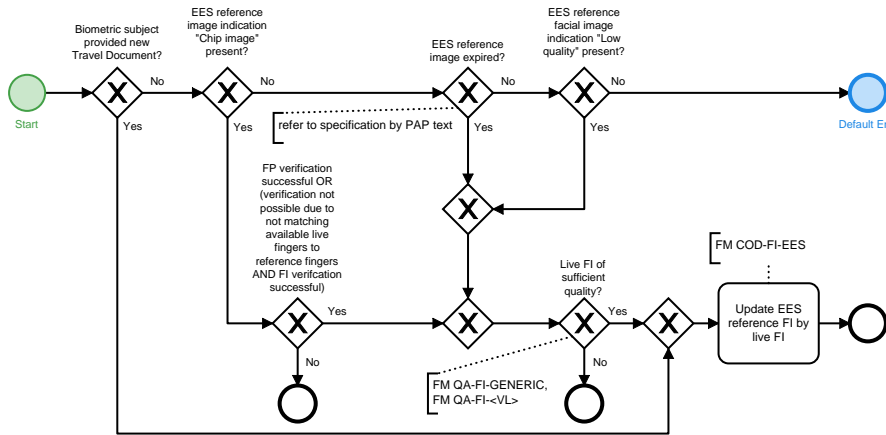 EES reference
image indication
"Chip image"
present?
EES reference
facial image
indication "Low
quality" present?
Biometric subject
provided new
Travel Document?
EES reference
image expired?
No
No
No
No
Start
Yes
Yes
refer to specification by PAP text
Yes
Yes
Default En
FP verification
successful OR
(verification not
possible due to
not matching
available live
fingers to
reference fingers
AND FI verifcation
successful)
FM COD-FI-EES
Live FI of
sufficient
quality?
Yes
Yes
Update EES
reference FI by
live FI
No
No
FM QA-FI-GENERIC,
FM QA-FI-<VL>